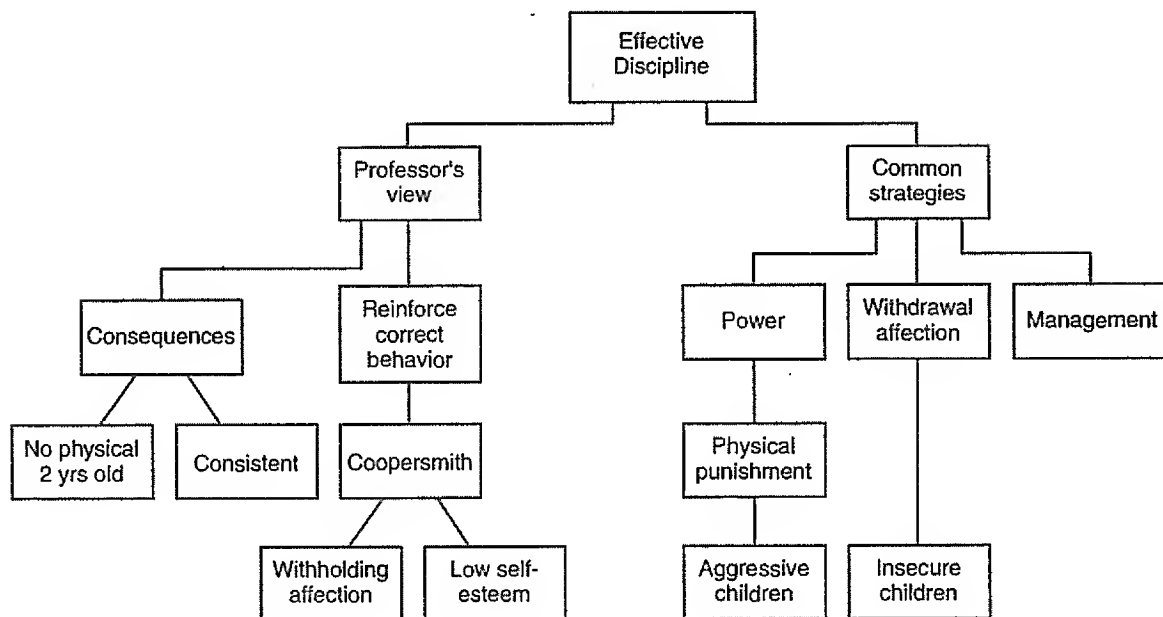 Effective
Discipline
Professor's
view
Common
strategies
Consequences
Reinforce
correct
behavior
Power
Withdrawal
affection
Management
No physical
2 yrs old
Consistent
Coopersmith
Physical
punishment
Withholding
affection
Low self-
esteem
Aggressive
children
Insecure
children